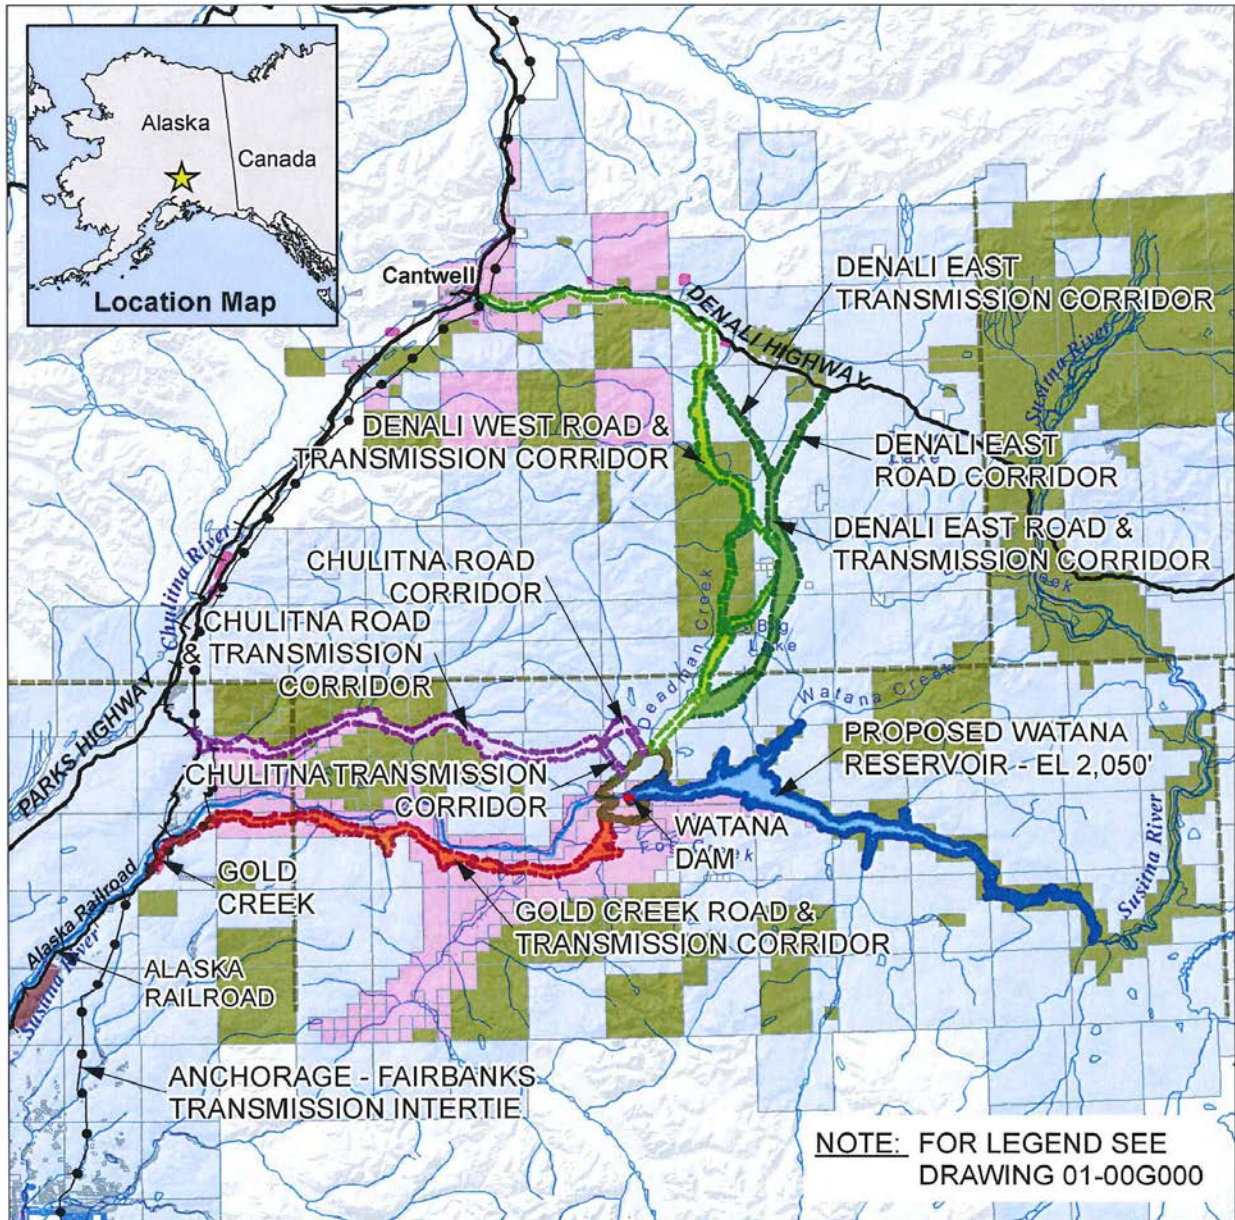 Alaska
Canada
Location Map
Cantwell
DENALI EAST
TRANSMISSION CORRIDOR
DENALI HIGHWAY
Susitna River
DENALI WEST ROAD &
TRANSMISSION CORRIDOR
DENALI EAST
ROAD CORRIDOR
Lake
DENALI EAST ROAD &
TRANSMISSION CORRIDOR
Chulitna River
CHULITNA ROAD
CORRIDOR
Creek
CHULITNA ROAD
& TRANSMISSION
CORRIDOR
Big
Lake
Deadman Creek
Watana Creek
PARKS HIGHWAY
PROPOSED WATANA
RESERVOIR - EL 2,050'
CHULITNA TRANSMISSION
CORRIDOR
WATANA
DAM
Fog Creek
Susitna River
GOLD
CREEK
Alaska Railroad
GOLD CREEK ROAD &
TRANSMISSION CORRIDOR
ALASKA
RAILROAD
Susitna River
ANCHORAGE - FAIRBANKS
TRANSMISSION INTERTIE
NOTE: FOR LEGEND SEE
DRAWING 01-00G000